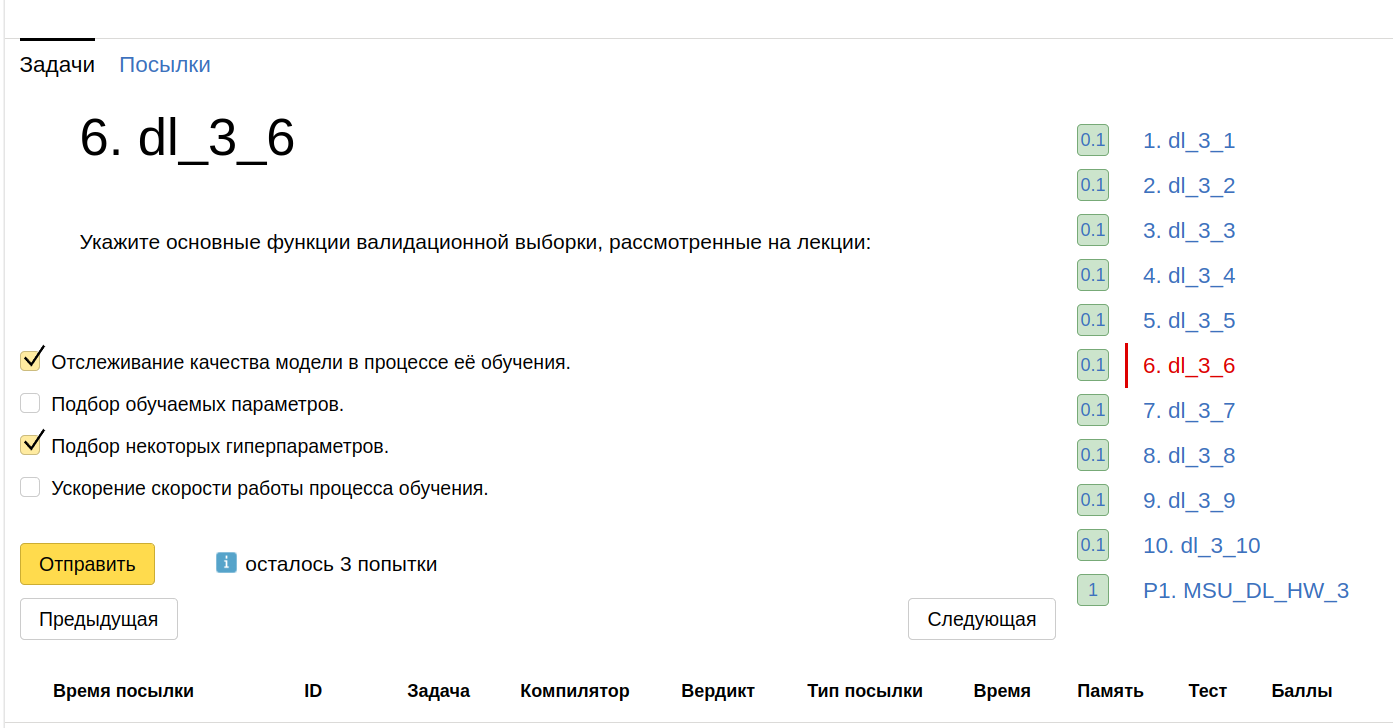 Задачи Посылки
6. dl_3_6
Укажите основные функции валидационной выборки, рассмотренные на лекции:
Отслеживание качества модели в процессе её обучения.
Подбор обучаемых параметров.
Подбор некоторых гиперпараметров.
Ускорение скорости работы процесса обучения.
Отправить
i осталось 3 попытки
Предыдущая
Следующая
0.1 1. dl_3_1
0.1 2. dl_3_2
0.1 3. dl_3_3
0.1 4. dl_3_4
0.1 5. dl_3_5
0.1 6. dl_3_6
0.1 7. dl_3_7
0.1 8. dl_3_8
0.1 9. dl_3_9
0.1 10. dl_3_10
1 P1. MSU_DL_HW_3
Время посылки ID Задача Компилятор Вердикт Тип посылки Время Память Тест Баллы